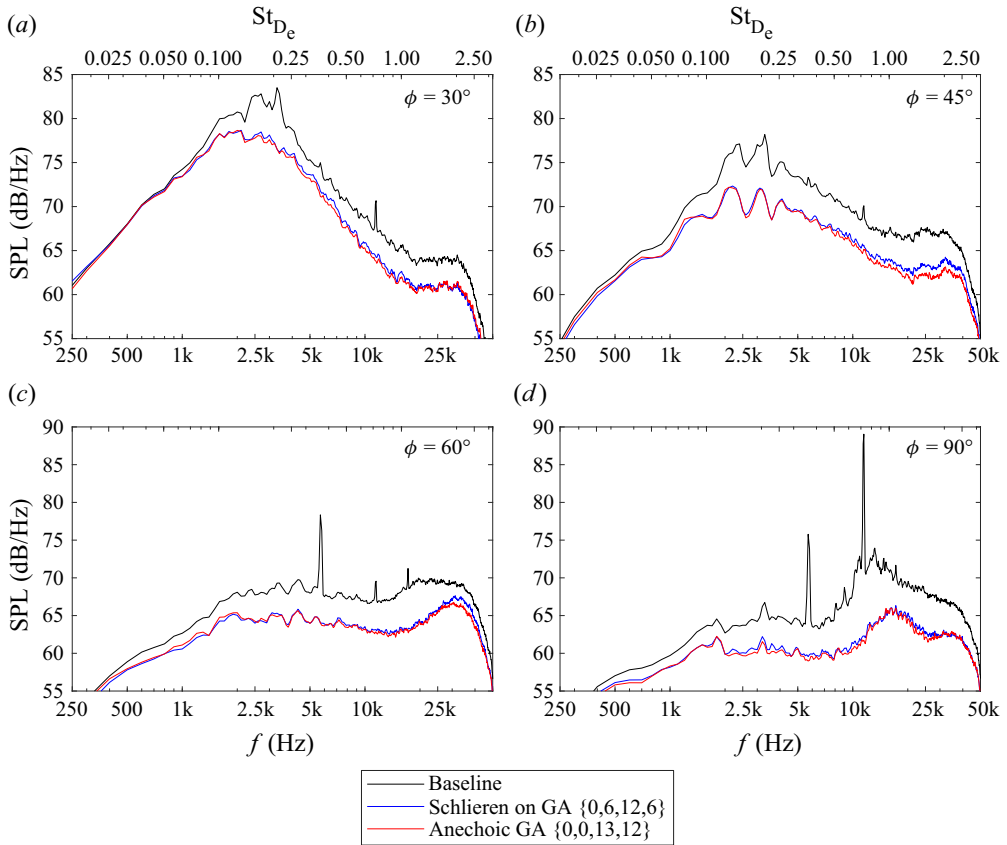 (a) St_{D_e} (b) St_{D_e}
0.025 0.050 0.100 0.25 0.50 1.00 2.50 0.025 0.050 0.100 0.25 0.50 1.00 2.50
85 85
ϕ = 30° ϕ = 45°
80 80
75 75
70 70
65 65
60 60
55 55
SPL (dB/Hz)
250 500 1k 2.5k 5k 10k 25k 250 500 1k 2.5k 5k 10k 25k 50k
(c) (d)
90 90
ϕ = 60° ϕ = 90°
85 85
80 80
75 75
70 70
65 65
60 60
55 55
SPL (dB/Hz)
250 500 1k 2.5k 5k 10k 25k 250 500 1k 2.5k 5k 10k 25k 50k
f (Hz) f (Hz)
Baseline
Schlieren on GA {0,6,12,6}
Anechoic GA {0,0,13,12}